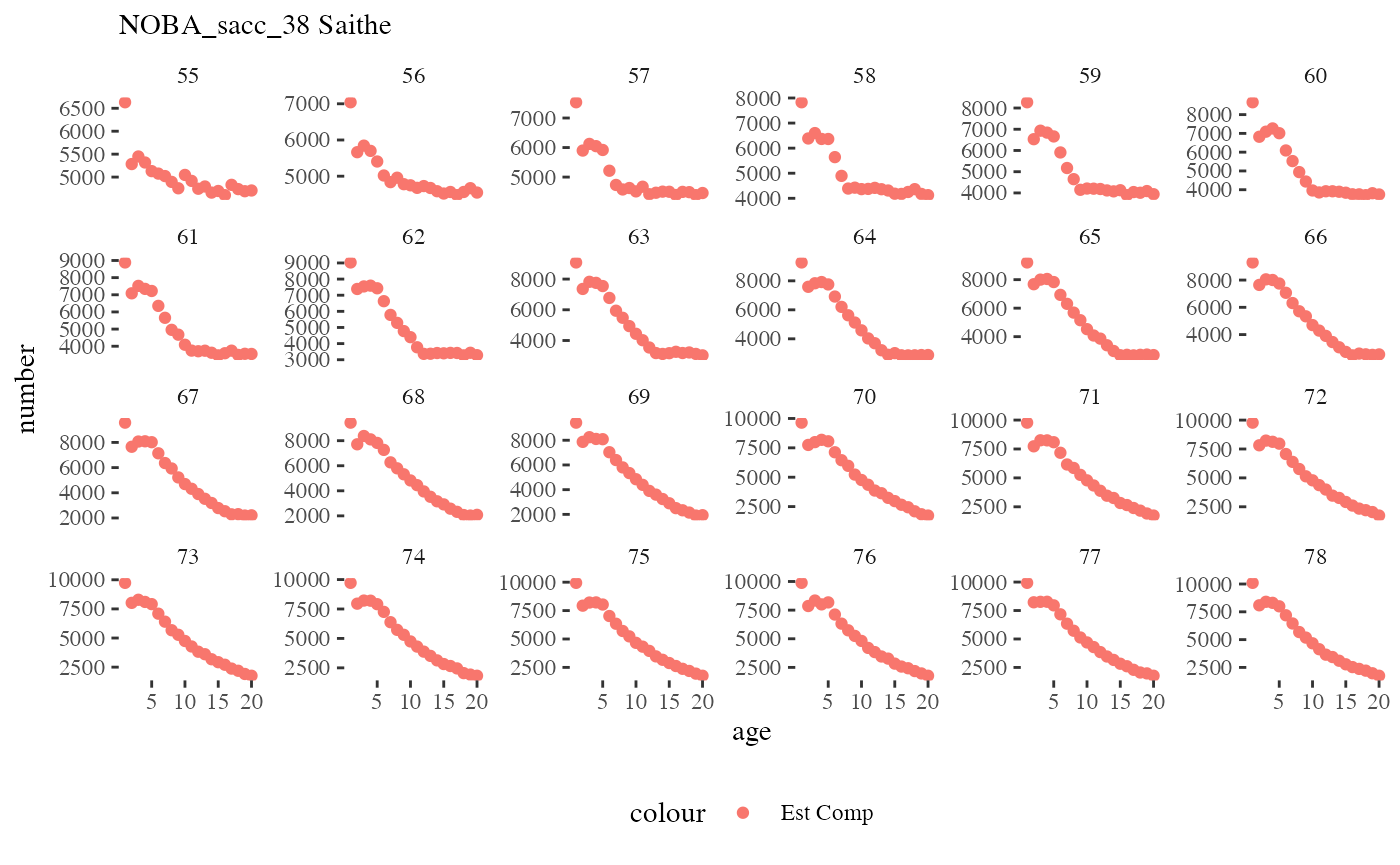 NOBA_sacc_38 Saithe
55 56 57 58 59 60
6500 6000 5500 5000
7000 6000 5000
7000 6000 5000
8000 7000 6000 5000 4000
8000 7000 6000 5000 4000
8000 7000 6000 5000 4000
61 62 63 64 65 66
9000 8000 7000 6000 5000 4000
9000 8000 7000 6000 5000 4000 3000
8000 6000 4000
8000 6000 4000
8000 6000 4000
8000 6000 4000
67 68 69 70 71 72
8000 6000 4000 2000
8000 6000 4000 2000
8000 6000 4000 2000
10000 7500 5000 2500
10000 7500 5000 2500
10000 7500 5000 2500
73 74 75 76 77 78
10000 7500 5000 2500
10000 7500 5000 2500
10000 7500 5000 2500
10000 7500 5000 2500
10000 7500 5000 2500
10000 7500 5000 2500
5 10 15 20 5 10 15 20 5 10 15 20 5 10 15 20 5 10 15 20 5 10 15 20
number
age
colour Est Comp